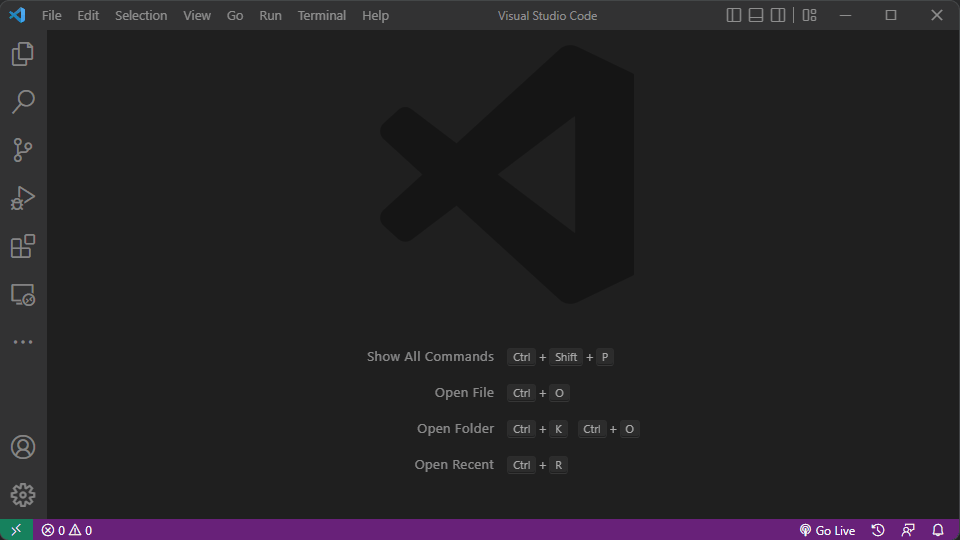 File Edit Selection View Go Run Terminal Help Visual Studio Code
Show All Commands Ctrl + Shift + P
Open File Ctrl + O
Open Folder Ctrl + K Ctrl + O
Open Recent Ctrl + R
0 0 Go Live